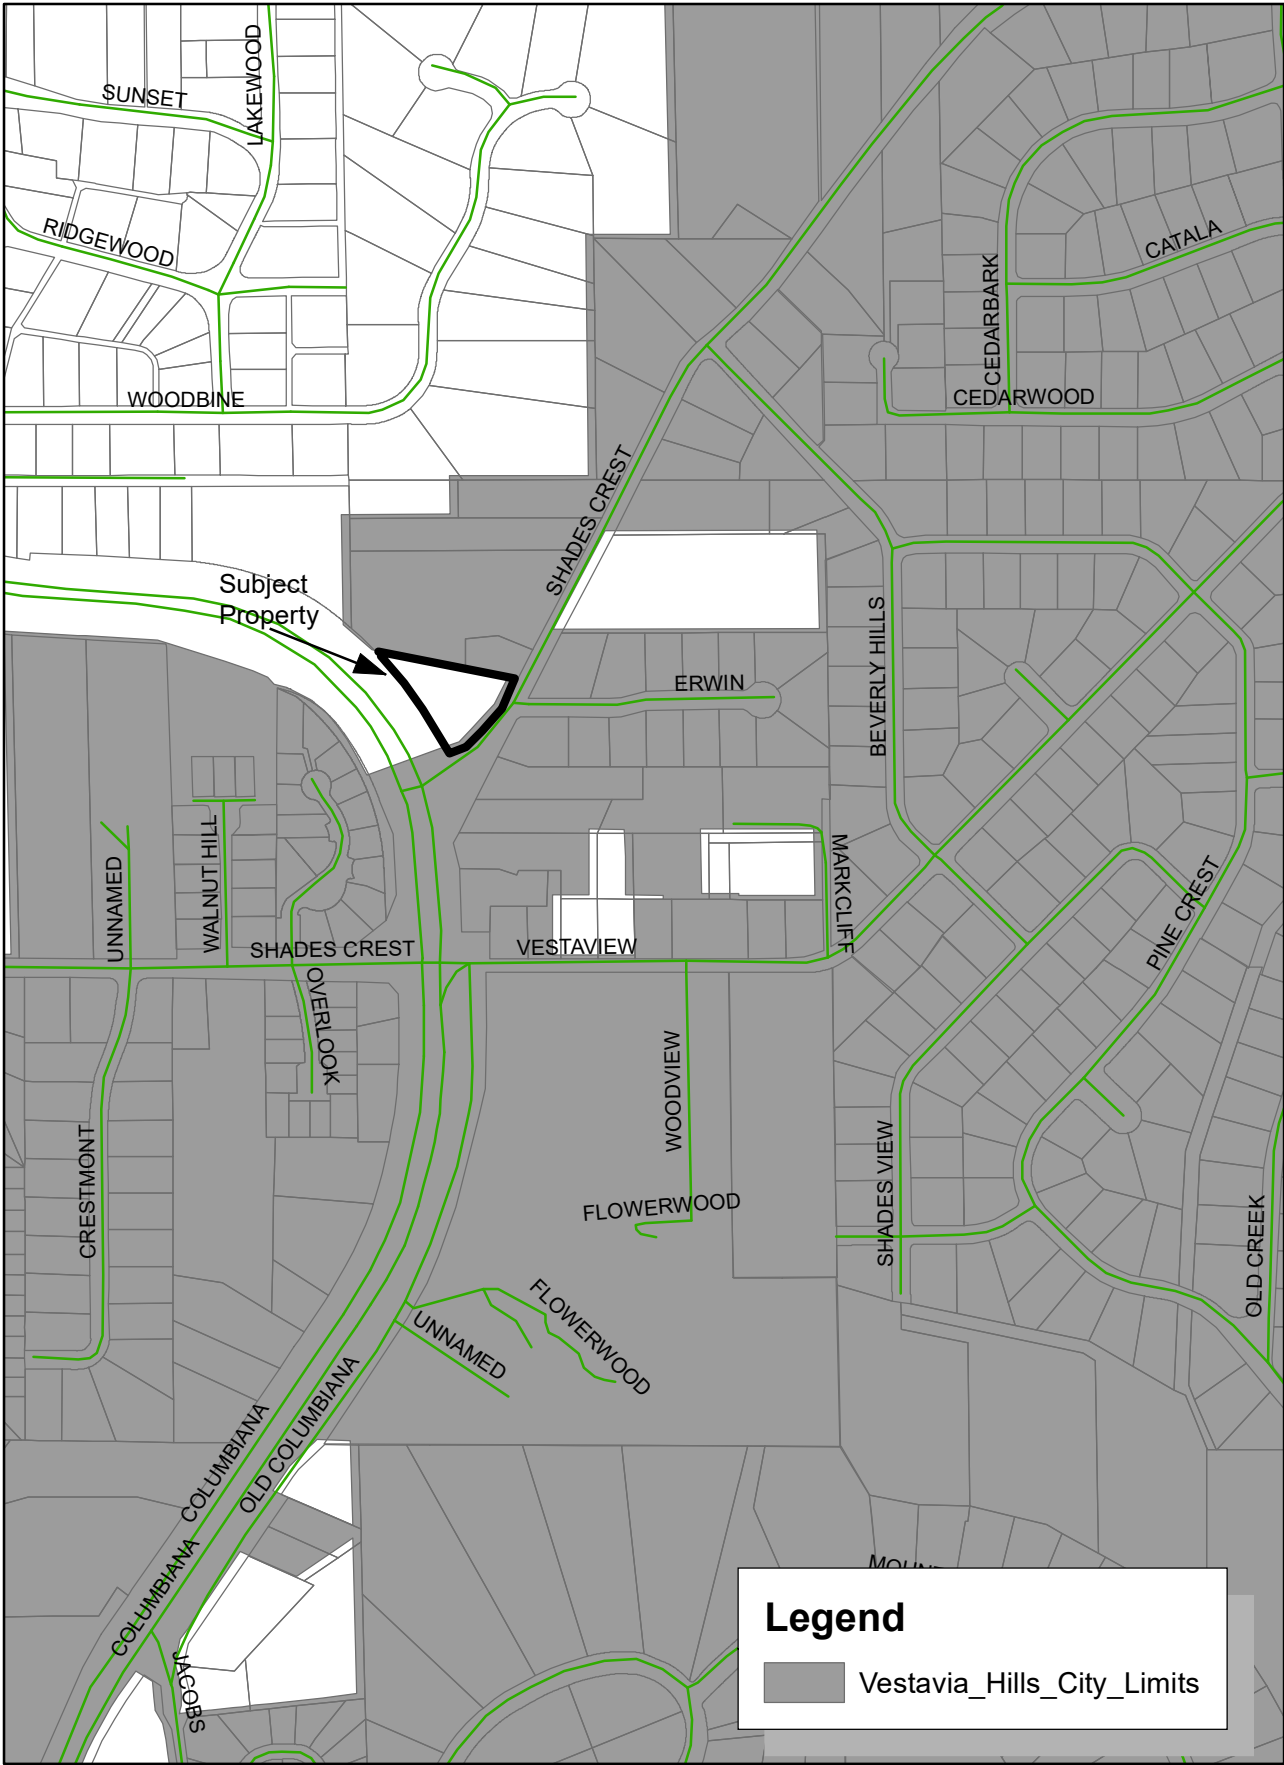 LAKEWOOD
SUNSET
RIDGEWOOD
CATALA
CEDARBARK
WOODBINE
CEDARWOOD
SHADES CREST
Subject
Property
BEVERLY HILLS
ERWIN
MARKCLIFF
WALNUT HILL
UNNAMED
PINE CREST
SHADES CREST
VESTAVIEW
OVERLOOK
WOODVIEW
CRESTMONT
SHADES VIEW
FLOWERWOOD
OLD CREEK
FLOWERWOOD
UNNAMED
COLUMBIANA
OLD COLUMBIANA
COLUMBIANA
JACOBS
Legend
Vestavia_Hills_City_Limits